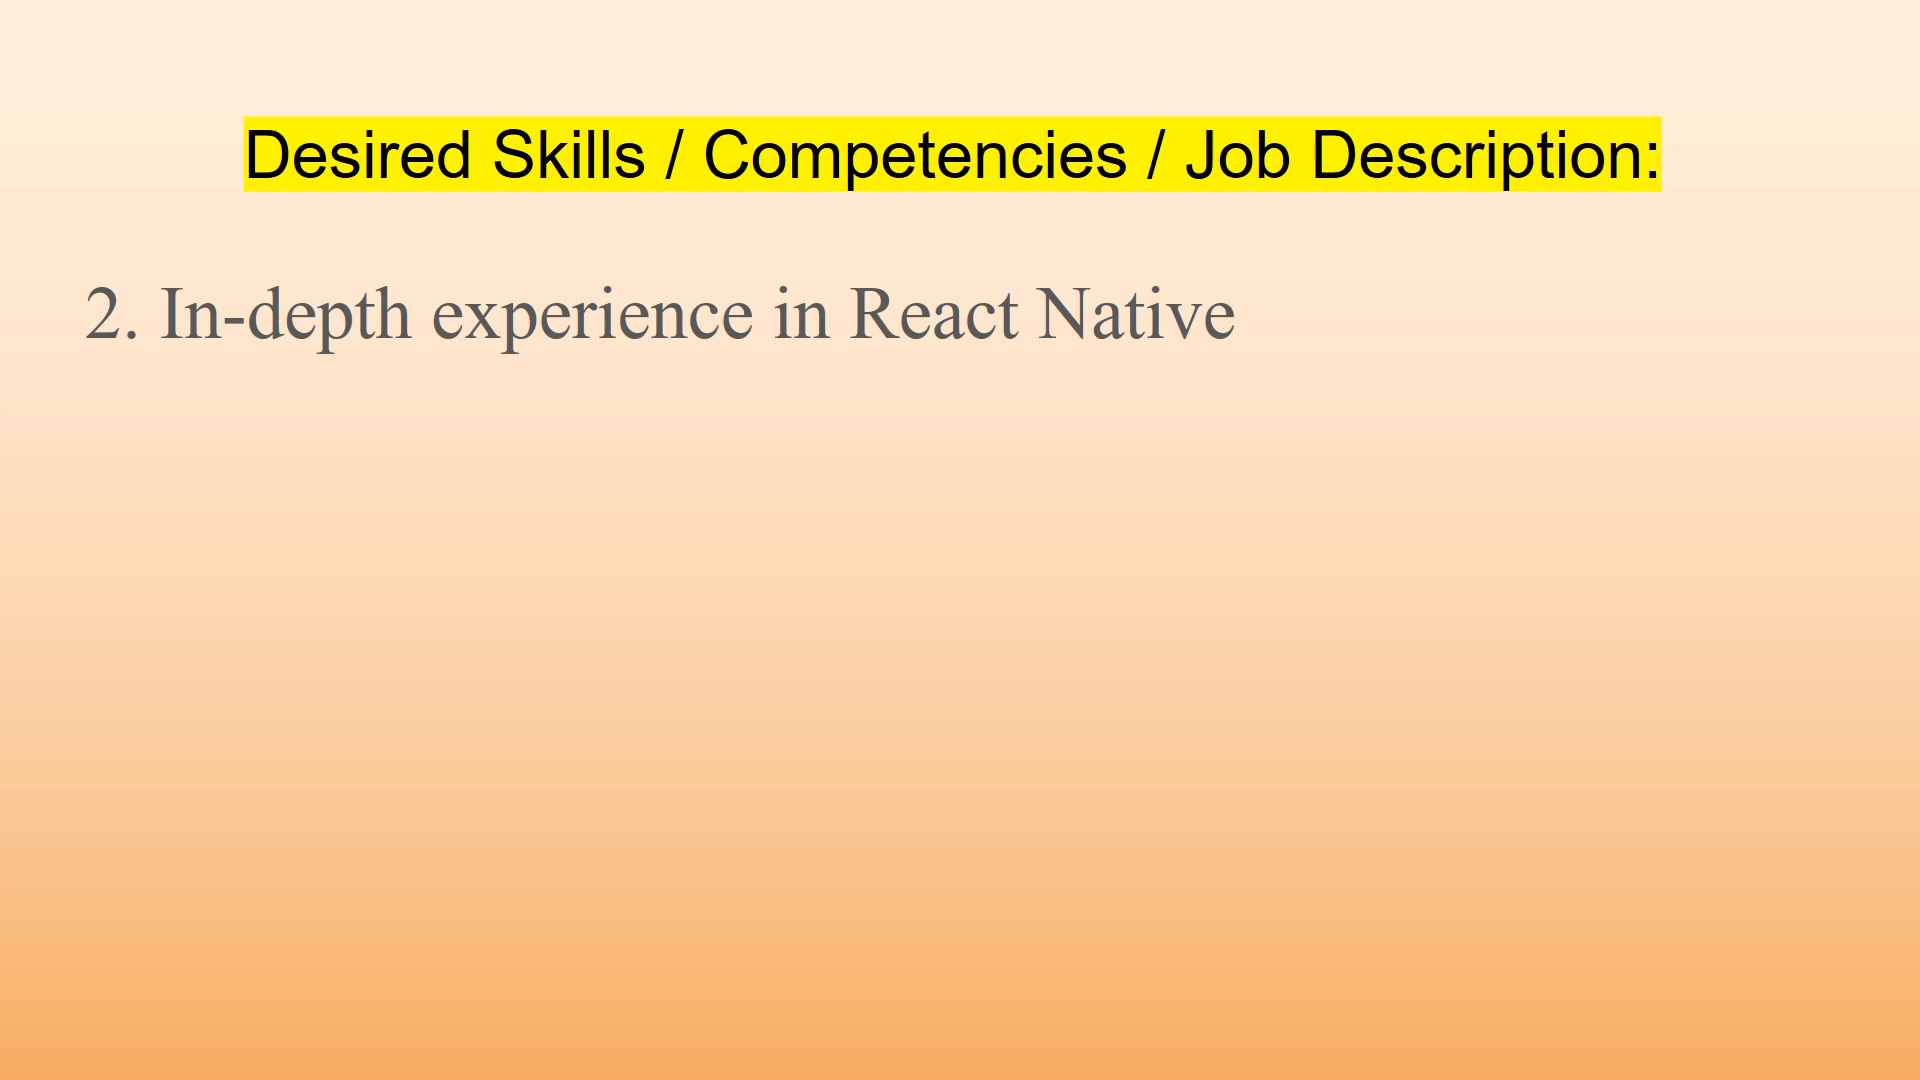 Desired Skills / Competencies / Job Description:
2. In-depth experience in React Native